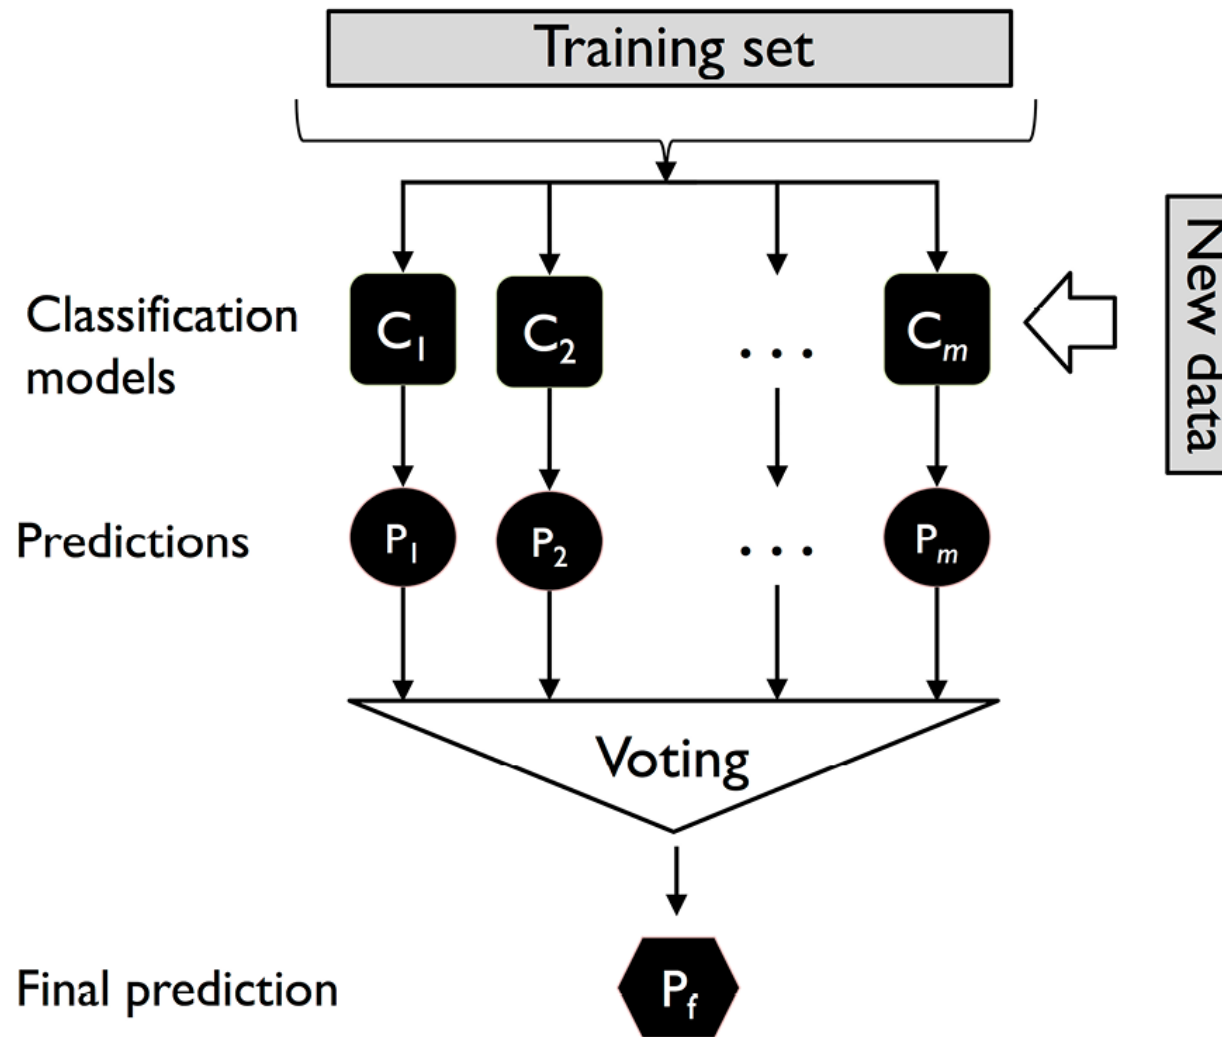 Training set
New data
Classification
models
C1
C2
...
Cm
Predictions
P1
P2
...
Pm
Voting
Final prediction
Pf